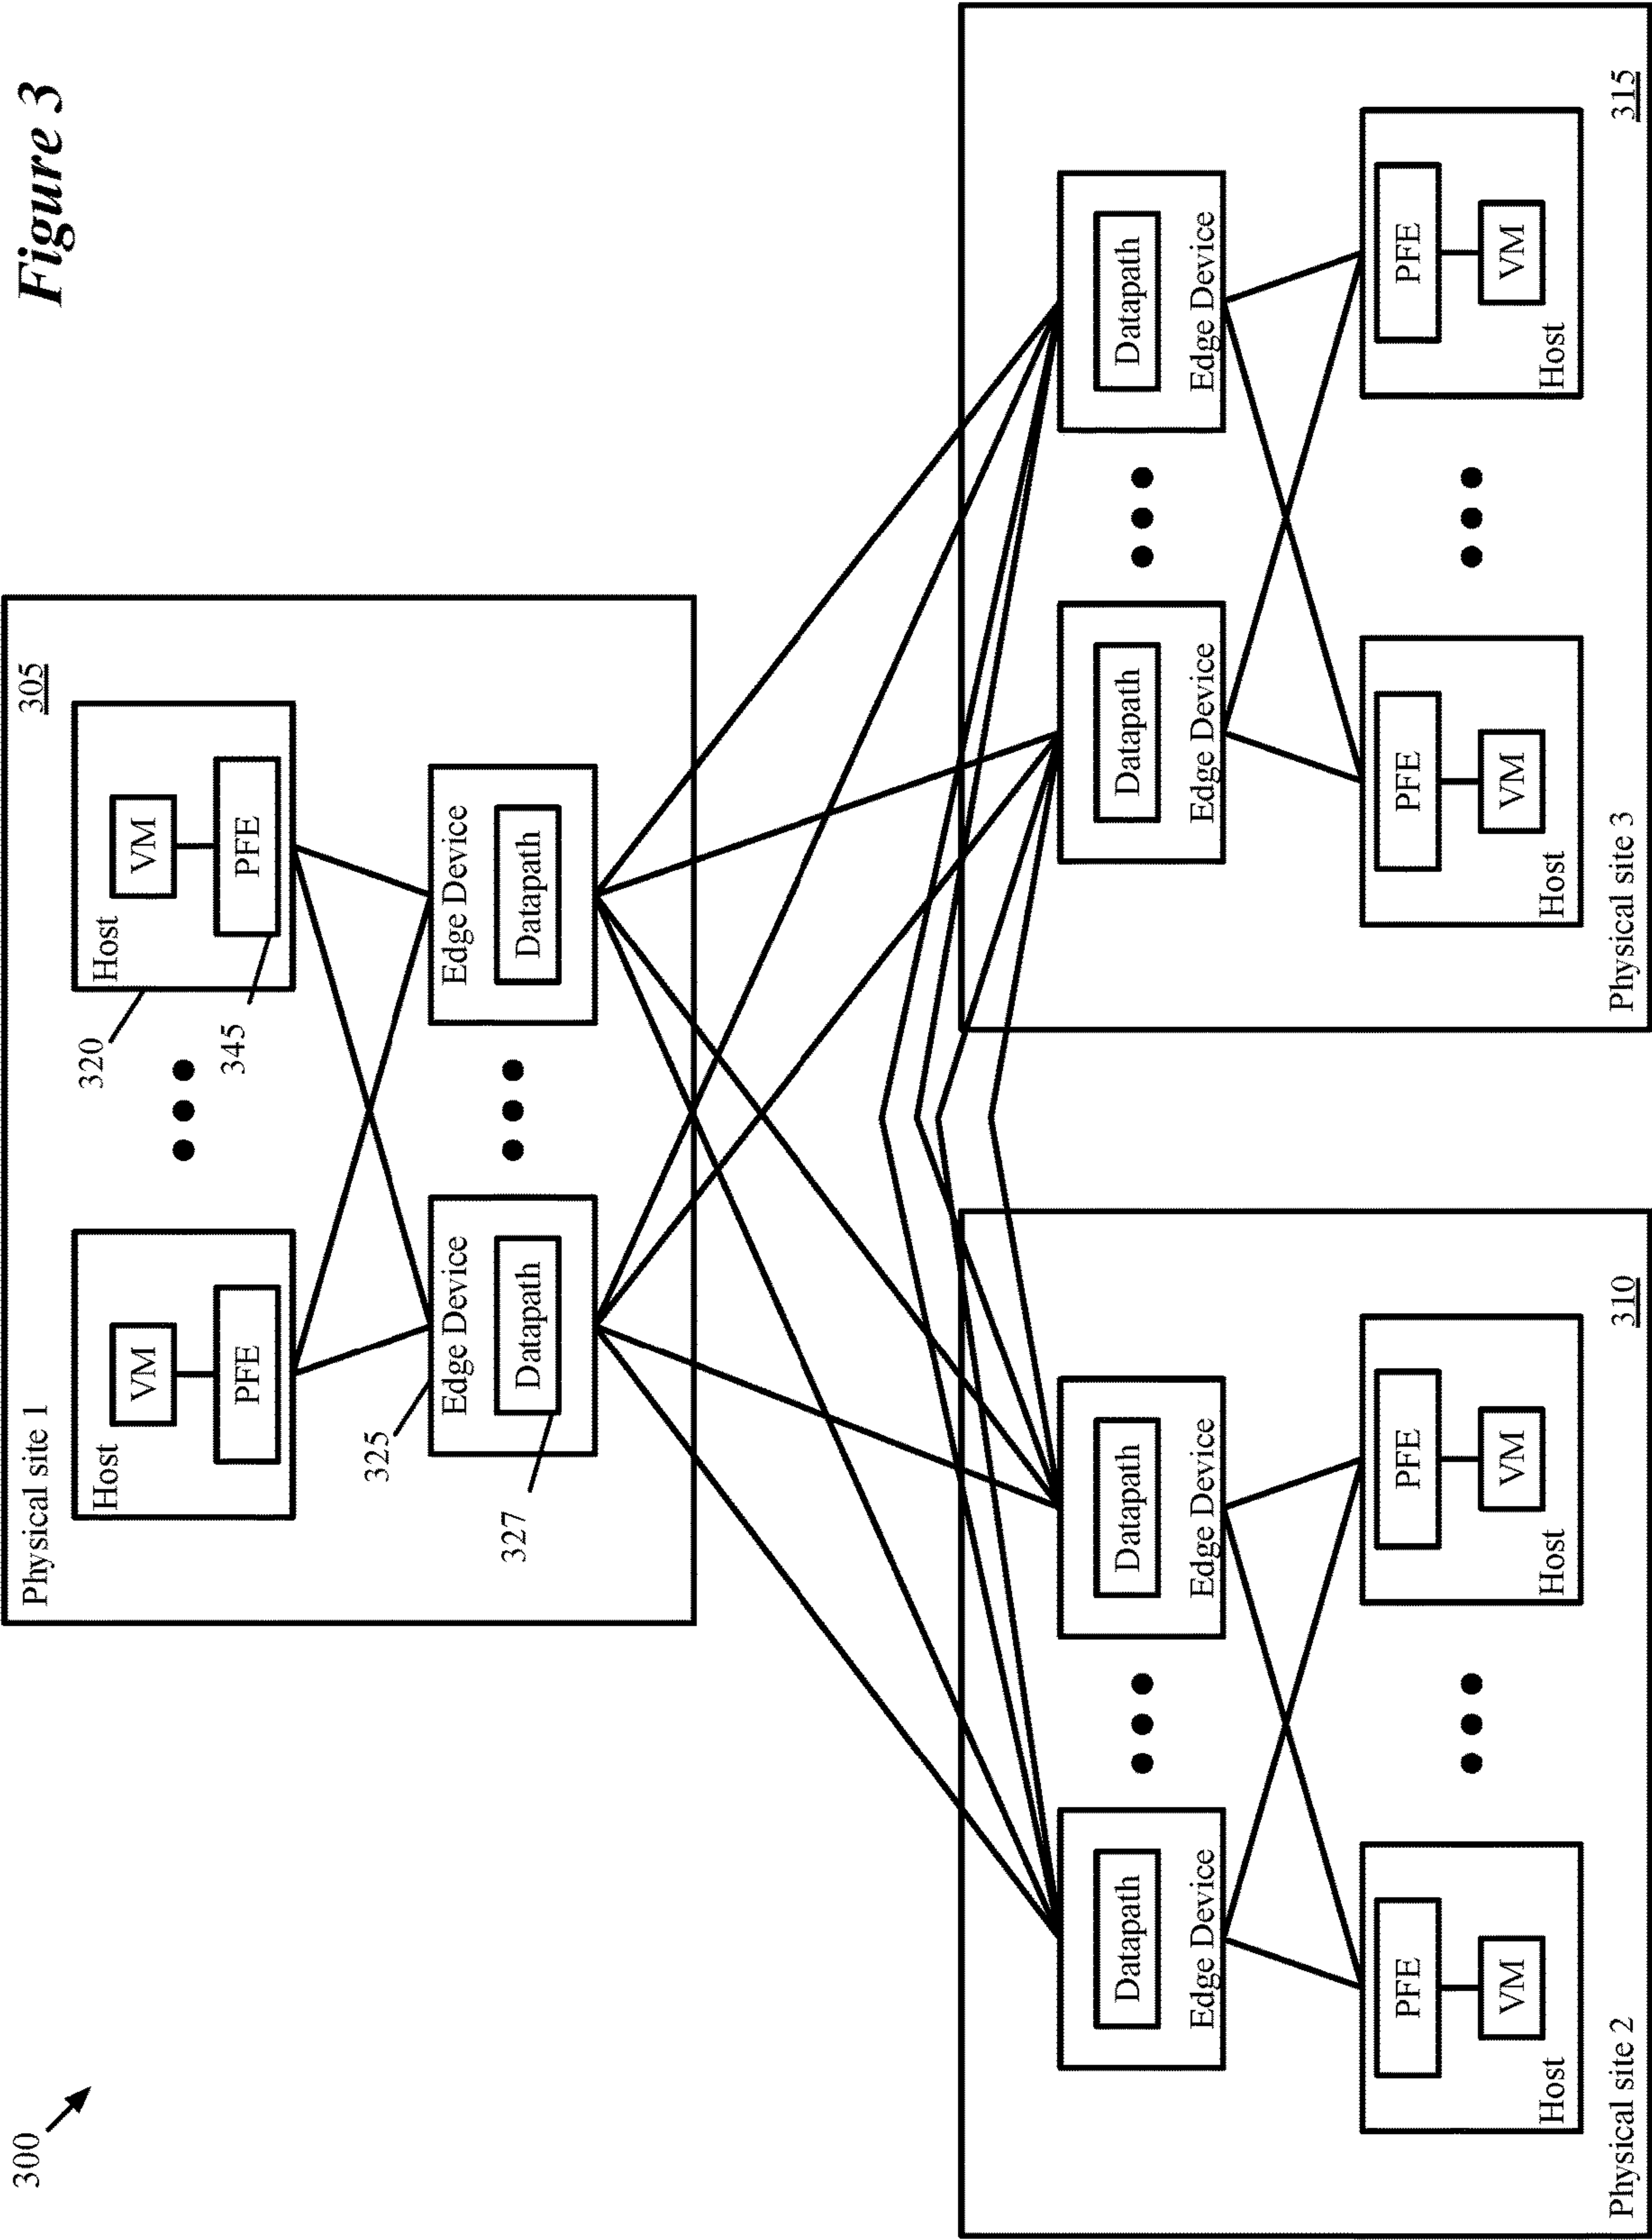 Figure 3
300
Physical site 1
305
Host
VM
PFE
Host
VM
PFE
320
345
325
Edge Device
Datapath
327
Edge Device
Datapath
Datapath
Edge Device
Datapath
Edge Device
PFE
VM
Host
PFE
VM
Host
Physical site 2
310
Datapath
Edge Device
Datapath
Edge Device
PFE
VM
Host
PFE
VM
Host
Physical site 3
315